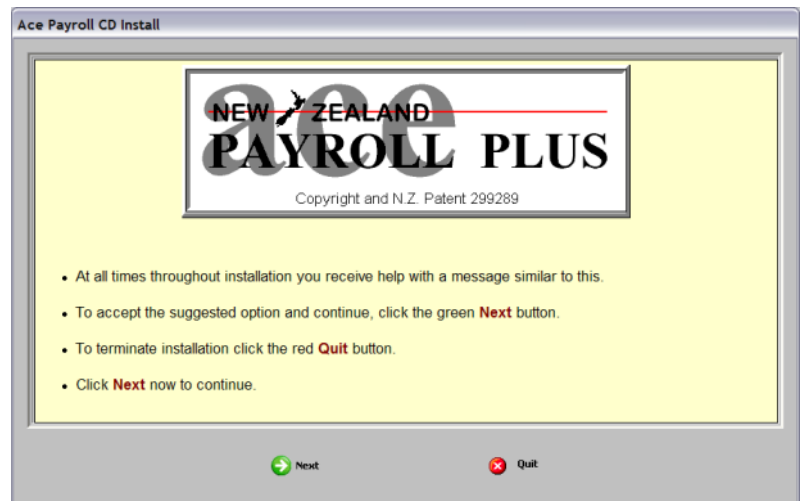 Ace Payroll CD Install
ace
NEW ZEALAND
PAYROLL PLUS
Copyright and N.Z. Patent 299289
• At all times throughout installation you receive help with a message similar to this.
• To accept the suggested option and continue, click the green Next button.
• To terminate installation click the red Quit button.
• Click Next now to continue.
Next
Quit